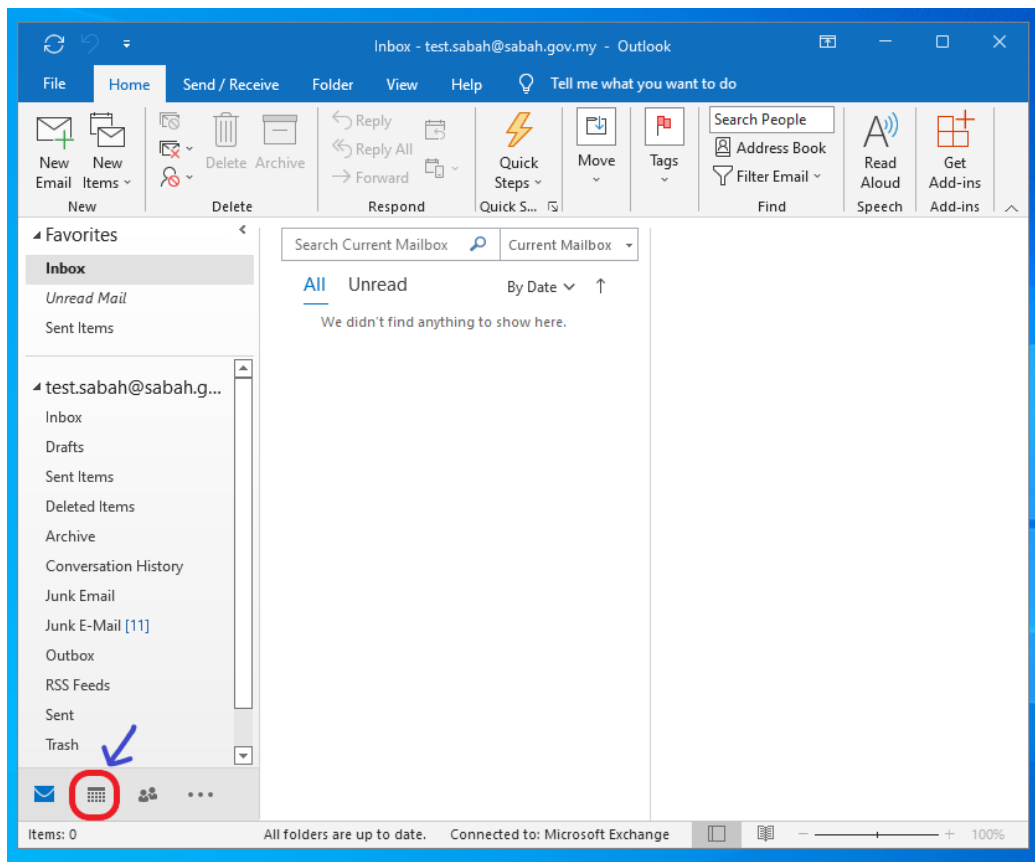 Inbox - test.sabah@sabah.gov.my - Outlook
File Home Send / Receive Folder View Help Tell me what you want to do
New Email
New Items
Delete
Archive
Reply
Reply All
Forward
Quick Steps
Move
Tags
Search People
Address Book
Filter Email
Read Aloud
Get Add-ins
New Delete Respond Quick S... Find Speech Add-ins
Favorites
Inbox
Unread Mail
Sent Items
test.sabah@sabah.g...
Inbox
Drafts
Sent Items
Deleted Items
Archive
Conversation History
Junk Email
Junk E-Mail [11]
Outbox
RSS Feeds
Sent
Trash
Search Current Mailbox Current Mailbox
All Unread By Date
We didn't find anything to show here.
Items: 0 All folders are up to date. Connected to: Microsoft Exchange 100%